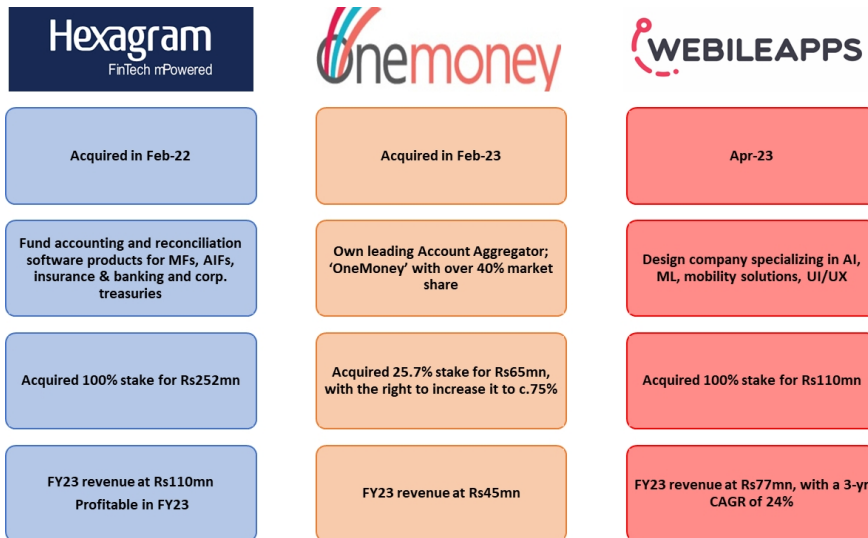 Hexagram
FinTech mPowered
Onemoney
WEBILEAPPS
Acquired in Feb-22
Acquired in Feb-23
Apr-23
Fund accounting and reconciliation
software products for MFs, AIFs,
insurance & banking and corp.
treasuries
Own leading Account Aggregator;
‘OneMoney’ with over 40% market
share
Design company specializing in AI,
ML, mobility solutions, UI/UX
Acquired 100% stake for Rs252mn
Acquired 25.7% stake for Rs65mn,
with the right to increase it to c.75%
Acquired 100% stake for Rs110mn
FY23 revenue at Rs110mn
Profitable in FY23
FY23 revenue at Rs45mn
FY23 revenue at Rs77mn, with a 3-yr
CAGR of 24%